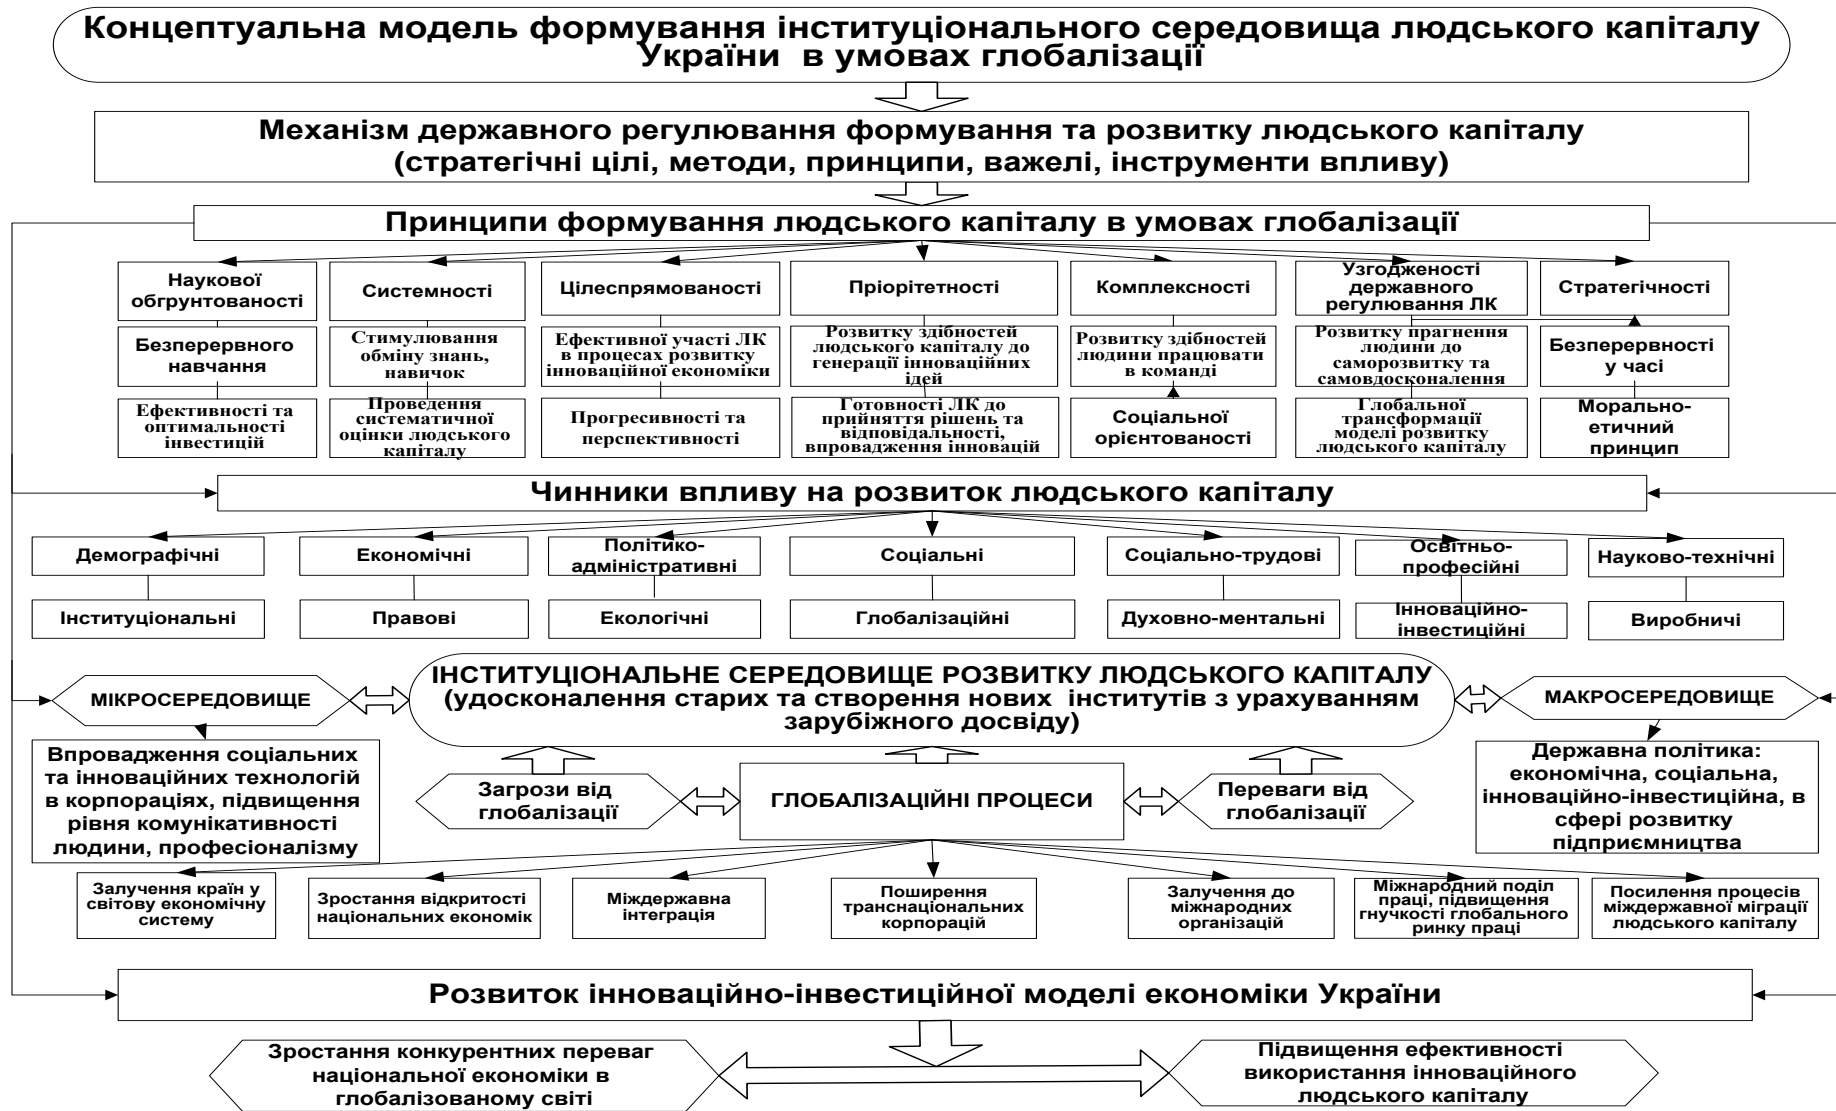 Концептуальна модель формування інституціонального середовища людського капіталу
України в умовах глобалізації
Механізм державного регулювання формування та розвитку людського капіталу
(стратегічні цілі, методи, принципи, важелі, інструменти впливу)
Принципи формування людського капіталу в умовах глобалізації
Наукової
обгрунтованості
Системності
Цілеспрямованості
Пріорітетності
Комплексності
Узгодженості
державного
регулювання ЛК
Стратегічності
Безперервного
навчання
Стимулювання
обміну знань,
навичок
Ефективної участі ЛК
в процесах розвитку
інноваційної економіки
Розвитку здібностей
людського капіталу до
генерації інноваційних
ідей
Розвитку здібностей
людини працювати
в команді
Розвитку прагнення
людини до
саморозвитку та
самовдосконалення
Безперервності
у часі
Ефективності та
оптимальності
інвестицій
Проведення
систематичної
оцінки людського
капіталу
Прогресивності та
перспективності
Готовності ЛК до
прийняття рішень та
відповідальності,
впровадження інновацій
Соціальної
орієнтованості
Глобальної
трансформації
моделі розвитку
людського капіталу
Морально-
етичний
принцип
Чинники впливу на розвиток людського капіталу
Демографічні
Економічні
Політико-
адміністративні
Соціальні
Соціально-трудові
Освітньо-
професійні
Науково-технічні
Інституціональні
Правові
Екологічні
Глобалізаційні
Духовно-ментальні
Інноваційно-
інвестиційні
Виробничі
МІКРОСЕРЕДОВИЩЕ
ІНСТИТУЦІОНАЛЬНЕ СЕРЕДОВИЩЕ РОЗВИТКУ ЛЮДСЬКОГО КАПІТАЛУ
(удосконалення старих та створення нових інститутів з урахуванням
зарубіжного досвіду)
МАКРОСЕРЕДОВИЩЕ
Впровадження соціальних
та інноваційних технологій
в корпораціях, підвищення
рівня комунікативності
людини, професіоналізму
Загрози від
глобалізації
ГЛОБАЛІЗАЦІЙНІ ПРОЦЕСИ
Переваги від
глобалізації
Державна політика:
економічна, соціальна,
інноваційно-інвестиційна, в
сфері розвитку
підприємництва
Залучення країн у
світову економічну
систему
Зростання відкритості
національних економік
Міждержавна
інтеграція
Поширення
транснаціональних
корпорацій
Залучення до
міжнародних
організацій
Міжнародний поділ
праці, підвищення
гнучкості глобального
ринку праці
Посилення процесів
міждержавної міграції
людського капіталу
Розвиток інноваційно-інвестиційної моделі економіки України
Зростання конкурентних переваг
національної економіки в
глобалізованому світі
Підвищення ефективності
використання інноваційного
людського капіталу